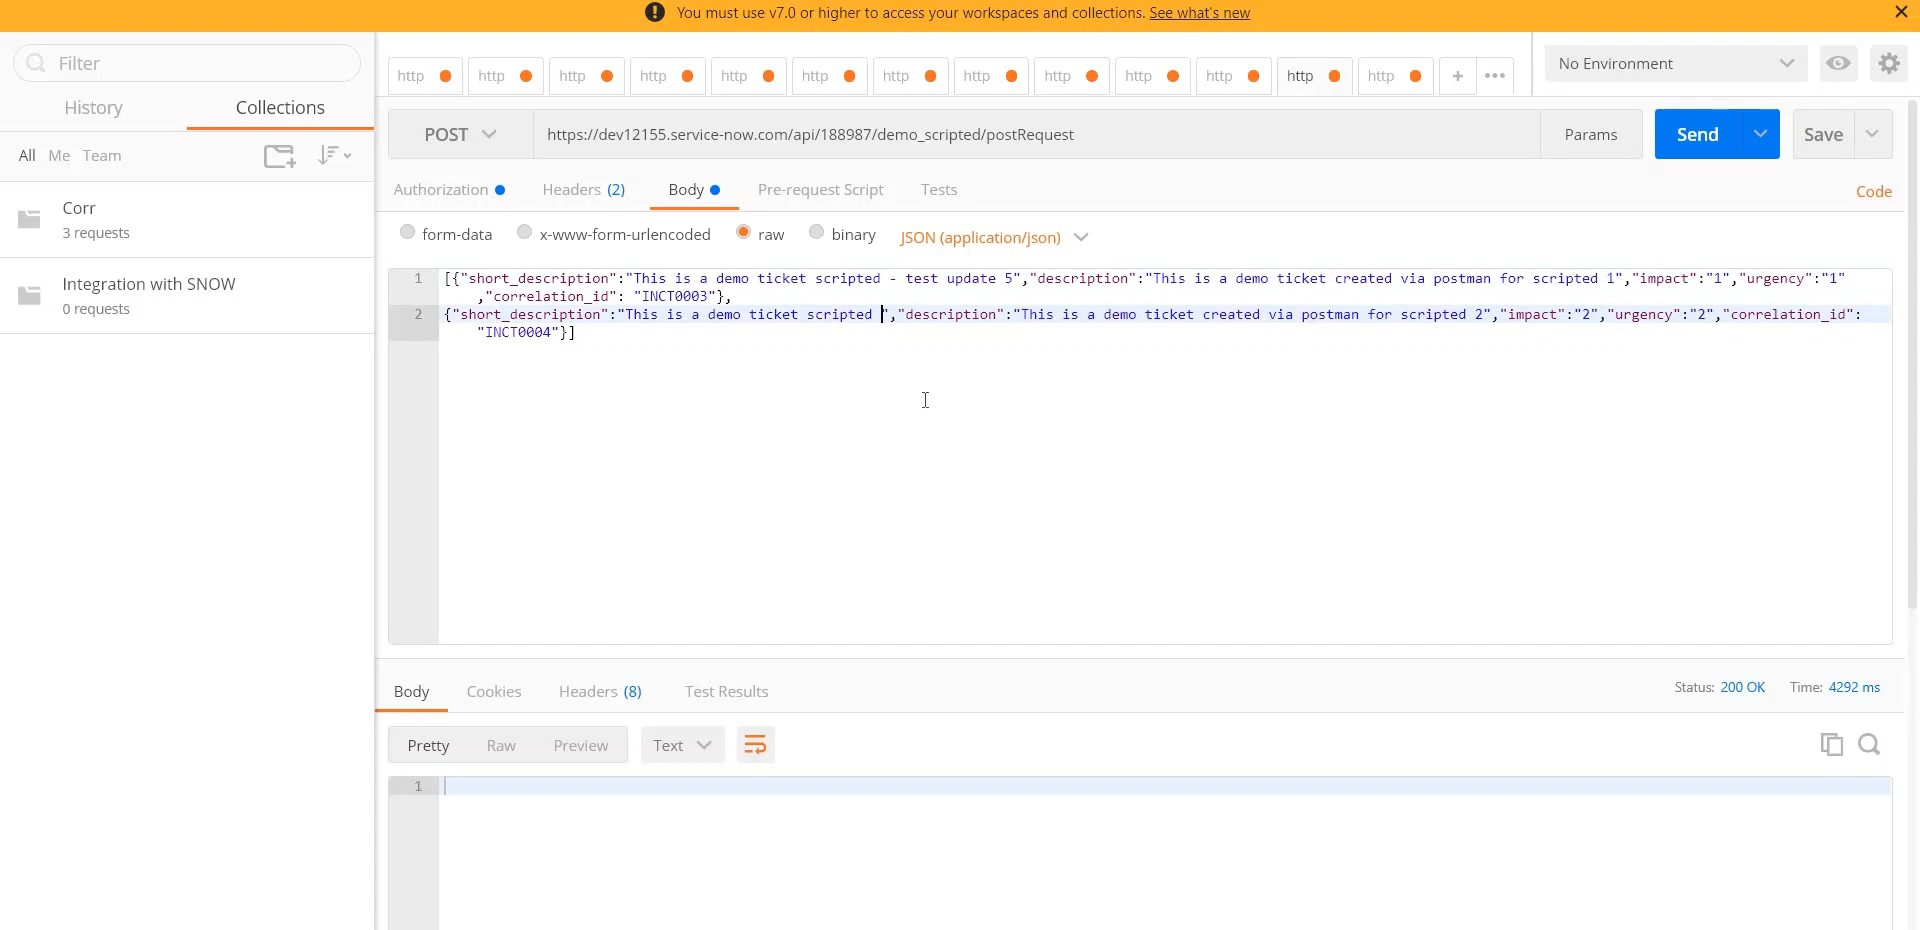 You must use v7.0 or higher to access your workspaces and collections. See what's new
Filter
History Collections
All Me Team
Corr
3 requests
Integration with SNOW
0 requests
http http http http http http http http http http http http http + •••
No Environment
POST https://dev12155.service-now.com/api/188987/demo_scripted/postRequest Params Send Save
Authorization Headers (2) Body Pre-request Script Tests Code
form-data x-www-form-urlencoded raw binary JSON (application/json)
1 [{"short_description":"This is a demo ticket scripted - test update 5","description":"This is a demo ticket created via postman for scripted 1","impact":"1","urgency":"1"
,"correlation_id": "INCT0003"},
2 {"short_description":"This is a demo ticket scripted ","description":"This is a demo ticket created via postman for scripted 2","impact":"2","urgency":"2","correlation_id":
"INCT0004"}]
Body Cookies Headers (8) Test Results Status: 200 OK Time: 4292 ms
Pretty Raw Preview Text
1